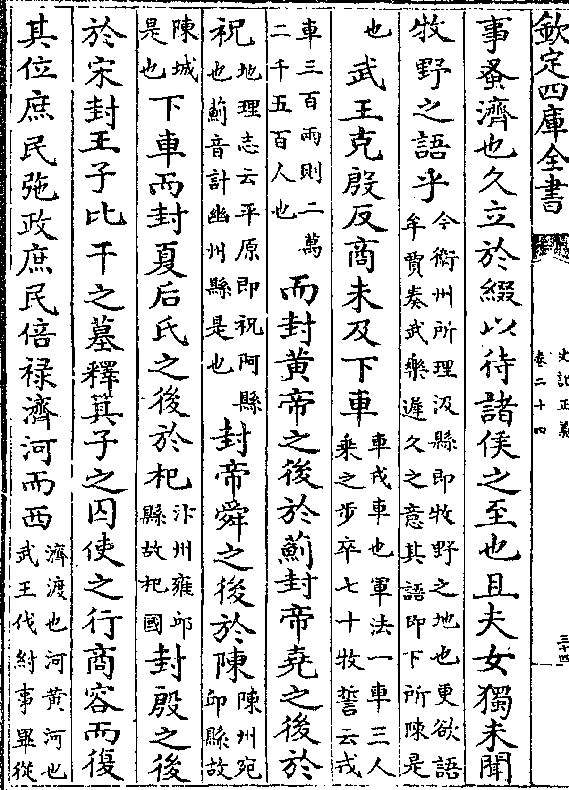 欽定四庫全書
史記正義
卷二十四
三十四
事蚤濟也久立於綴以待諸侯之至也且夫女獨未聞
牧野之語乎今衛州所理汲縣即牧野之地也更欲語牟賈奏武樂遲久之意其語即下所陳是
也武王克殷反商未及下車車戎車也軍法一車三人乘之步卒七十牧誓云戎
車三百兩則二萬二千五百人也而封黃帝之後於薊封帝堯之後於
祝地理志云平原即祝阿縣也薊音計幽州縣是也封帝舜之後於陳陳州宛邱縣故
陳城是也下車而封夏后氏之後於杞汴州雍邱縣故杞國封殷之後
於宋封王子比干之墓釋箕子之囚使之行商容而復
其位庶民弛政庶民倍祿濟河而西濟渡也河黃河也武王伐紂事畢從